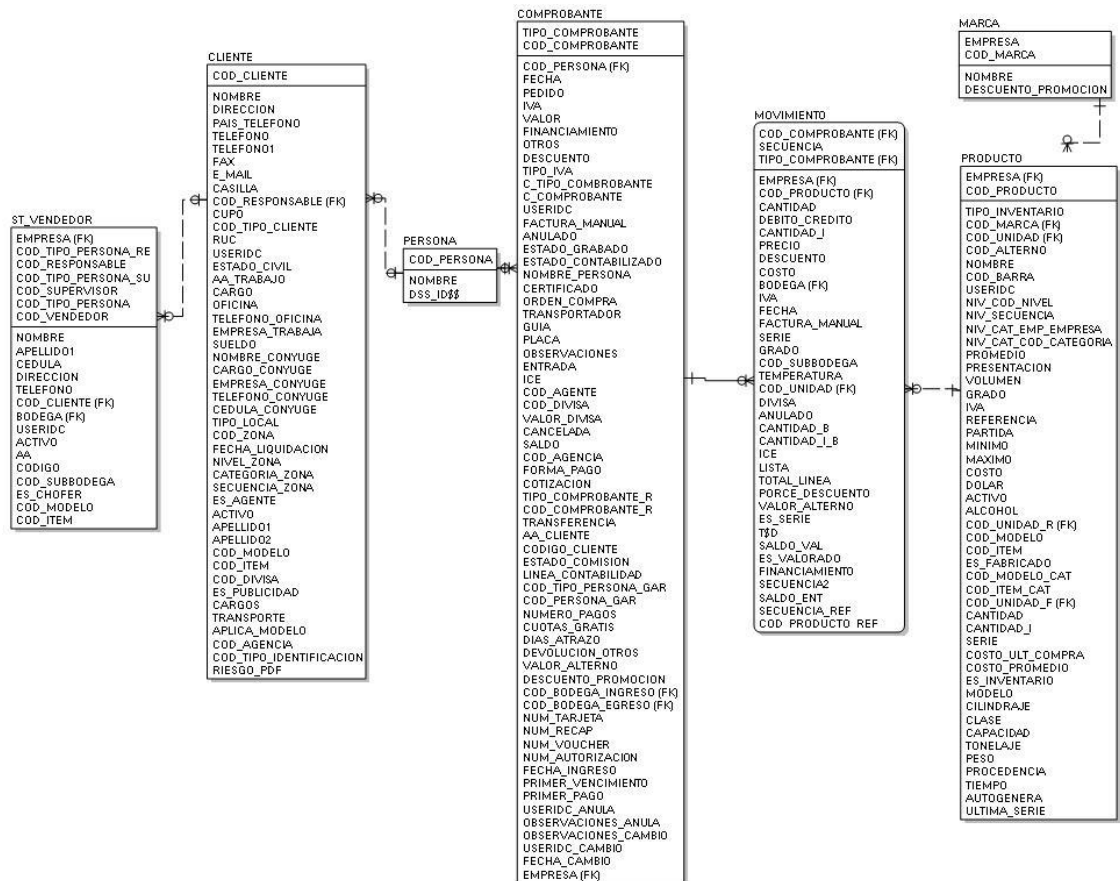 ST_VENDEDOR
EMPRESA (FK)
COD_TIPO_PERSONA_RE
COD_RESPONSABLE
COD_TIPO_PERSONA_SU
COD_SUPERVISOR
COD_TIPO_PERSONA
COD_VENDEDOR
NOMBRE
APELLIDO1
CEDULA
DIRECCION
TELEFONO
COD_CLIENTE (FK)
BODEGA (FK)
USERIDC
ACTIVO
AA
CODIGO
COD_SUBBODEGA
ES_CHOFER
COD_MODELO
COD_ITEM
CLIENTE
COD_CLIENTE
NOMBRE
DIRECCION
PAIS_TELEFONO
TELEFONO
TELEFONO1
FAX
E_MAIL
CASILLA
COD_RESPONSABLE (FK)
CUPO
COD_TIPO_CLIENTE
RUC
USERIDC
ESTADO_CIVIL
AA_TRABAJO
CARGO
OFICINA
TELEFONO_OFICINA
EMPRESA_TRABAJA
SUELDO
NOMBRE_CONYUGE
CARGO_CONYUGE
EMPRESA_CONYUGE
TELEFONO_CONYUGE
CEDULA_CONYUGE
TIPO_LOCAL
COD_ZONA
FECHA_LIQUIDACION
NIVEL_ZONA
CATEGORIA_ZONA
SECUENCIA_ZONA
ES_AGENTE
ACTIVO
APELLIDO1
APELLIDO2
COD_MODELO
COD_ITEM
COD_DIVISA
ES_PUBLICIDAD
CARGOS
TRANSPORTE
APLICA_MODELO
COD_AGENCIA
COD_TIPO_IDENTIFICACION
RIESGO_PDF
PERSONA
COD_PERSONA
NOMBRE
DSS_ID$$
COMPROBANTE
TIPO_COMPROBANTE
COD_COMPROBANTE
COD_PERSONA (FK)
FECHA
PEDIDO
IVA
VALOR
FINANCIAMIENTO
OTROS
DESCUENTO
TIPO_IVA
C_TIPO_COMBROBANTE
C_COMPROBANTE
USERIDC
FACTURA_MANUAL
ANULADO
ESTADO_GRABADO
ESTADO_CONTABILIZADO
NOMBRE_PERSONA
CERTIFICADO
ORDEN_COMPRA
TRANSPORTADOR
GUIA
PLACA
OBSERVACIONES
ENTRADA
ICE
COD_AGENTE
COD_DIVISA
VALOR_DIVISA
CANCELADA
SALDO
COD_AGENCIA
FORMA_PAGO
COTIZACION
TIPO_COMPROBANTE_R
COD_COMPROBANTE_R
TRANSFERENCIA
AA_CLIENTE
CODIGO_CLIENTE
ESTADO_COMISION
LINEA_CONTABILIDAD
COD_TIPO_PERSONA_GAR
COD_PERSONA_GAR
NUMERO_PAGOS
CUOTAS_GRATIS
DIAS_ATRAZO
DEVOLUCION_OTROS
VALOR_ALTERNO
DESCUENTO_PROMOCION
COD_BODEGA_INGRESO (FK)
COD_BODEGA_EGRESO (FK)
NUM_TARJETA
NUM_RECAP
NUM_VOUCHER
NUM_AUTORIZACION
FECHA_INGRESO
PRIMER_VENCIMIENTO
PRIMER_PAGO
USERIDC_ANULA
OBSERVACIONES_ANULA
OBSERVACIONES_CAMBIO
USERIDC_CAMBIO
FECHA_CAMBIO
EMPRESA (FK)
MOVIMIENTO
COD_COMPROBANTE (FK)
SECUENCIA
TIPO_COMPROBANTE (FK)
EMPRESA (FK)
COD_PRODUCTO (FK)
CANTIDAD
DEBITO_CREDITO
CANTIDAD_I
PRECIO
DESCUENTO
COSTO
BODEGA (FK)
IVA
FECHA
FACTURA_MANUAL
SERIE
GRADO
COD_SUBBODEGA
TEMPERATURA
COD_UNIDAD (FK)
DIVISA
ANULADO
CANTIDAD_B
CANTIDAD_I_B
ICE
LISTA
TOTAL_LINEA
PORCE_DESCUENTO
VALOR_ALTERNO
ES_SERIE
T$D
SALDO_VAL
ES_VALORADO
FINANCIAMIENTO
SECUENCIA2
SALDO_ENT
SECUENCIA_REF
COD_PRODUCTO_REF
MARCA
EMPRESA
COD_MARCA
NOMBRE
DESCUENTO_PROMOCION
PRODUCTO
EMPRESA (FK)
COD_PRODUCTO
TIPO_INVENTARIO
COD_MARCA (FK)
COD_UNIDAD (FK)
COD_ALTERNO
NOMBRE
COD_BARRA
USERIDC
NIV_COD_NIVEL
NIV_SECUENCIA
NIV_CAT_EMP_EMPRESA
NIV_CAT_COD_CATEGORIA
PROMEDIO
PRESENTACION
VOLUMEN
GRADO
IVA
REFERENCIA
PARTIDA
MINIMO
MAXIMO
COSTO
DOLAR
ACTIVO
ALCOHOL
COD_UNIDAD_R (FK)
COD_MODELO
COD_ITEM
ES_FABRICADO
COD_MODELO_CAT
COD_ITEM_CAT
COD_UNIDAD_F (FK)
CANTIDAD
CANTIDAD_I
SERIE
COSTO_ULT_COMPRA
COSTO_PROMEDIO
ES_INVENTARIO
MODELO
CILINDRAJE
CLASE
CAPACIDAD
TONELAJE
PESO
PROCEDENCIA
TIEMPO
AUTOGENERA
ULTIMA_SERIE